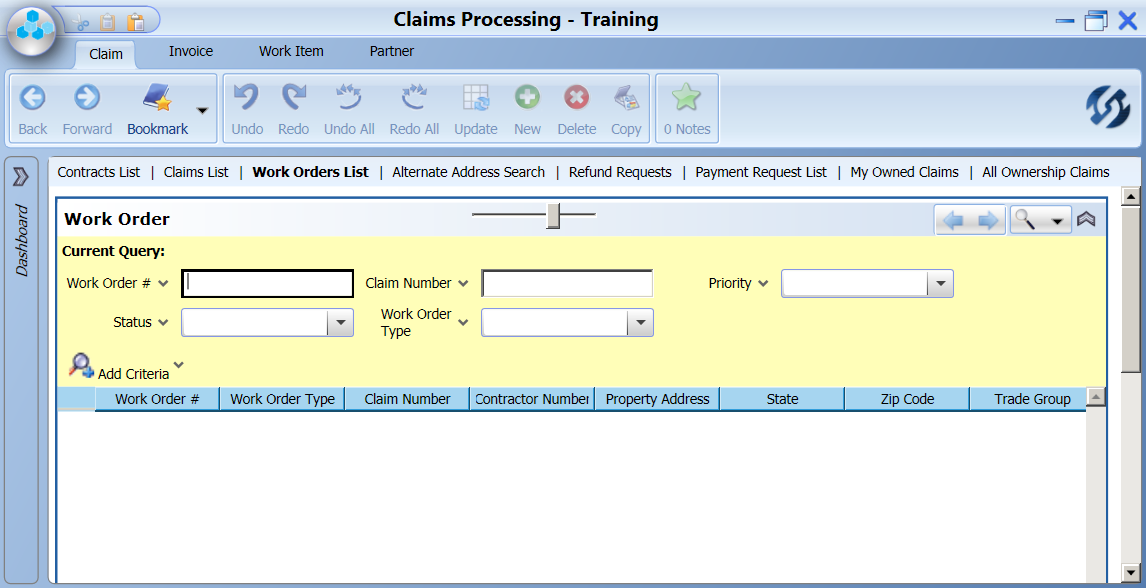 Claims Processing - Training
Claim Invoice Work Item Partner
Back Forward Bookmark Undo Redo Undo All Redo All Update New Delete Copy 0 Notes
Contracts List | Claims List | Work Orders List | Alternate Address Search | Refund Requests | Payment Request List | My Owned Claims | All Ownership Claims
Dashboard
Work Order
Current Query:
Work Order # Claim Number Priority
Status Work Order
Type
Add Criteria
Work Order # Work Order Type Claim Number Contractor Number Property Address State Zip Code Trade Group